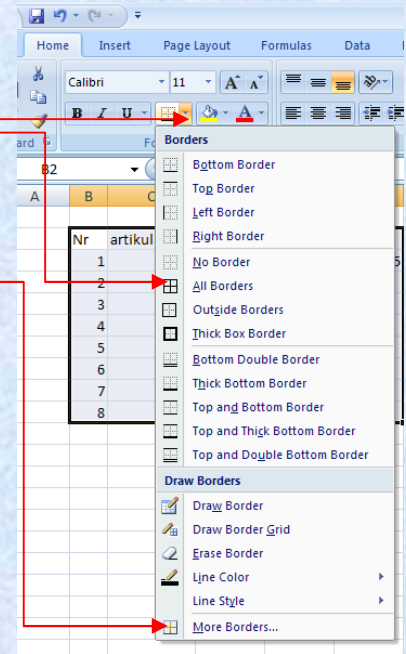 Home Insert Page Layout Formulas Data
Calibri 11 A A
B I U A
B2
Borders
Bottom Border
Top Border
Left Border
Right Border
No Border
All Borders
Outside Borders
Thick Box Border
Bottom Double Border
Thick Bottom Border
Top and Bottom Border
Top and Thick Bottom Border
Top and Double Bottom Border
Draw Borders
Draw Border
Draw Border Grid
Erase Border
Line Color
Line Style
More Borders...
A B C
Nr artikul
1
2
3
4
5
6
7
8